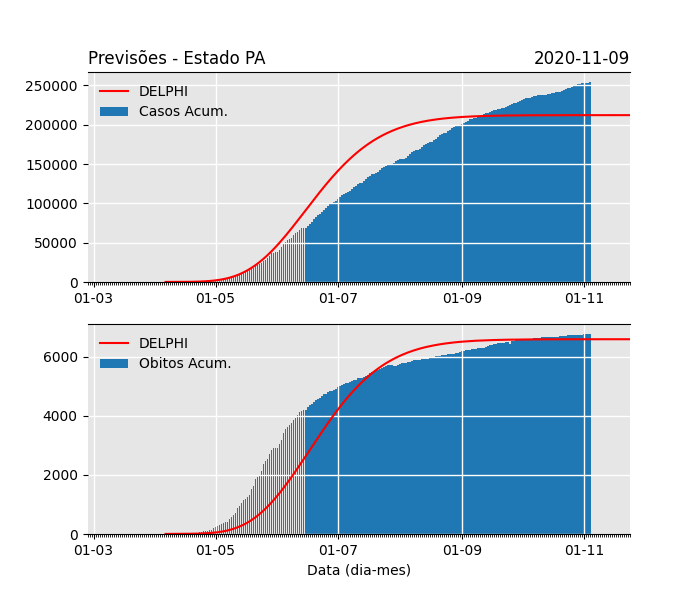 Previsões - Estado PA 2020-11-09
DELPHI
Casos Acum.
250000
200000
150000
100000
50000
0
01-03 01-05 01-07 01-09 01-11
DELPHI
Obitos Acum.
6000
4000
2000
0
01-03 01-05 01-07 01-09 01-11
Data (dia-mes)